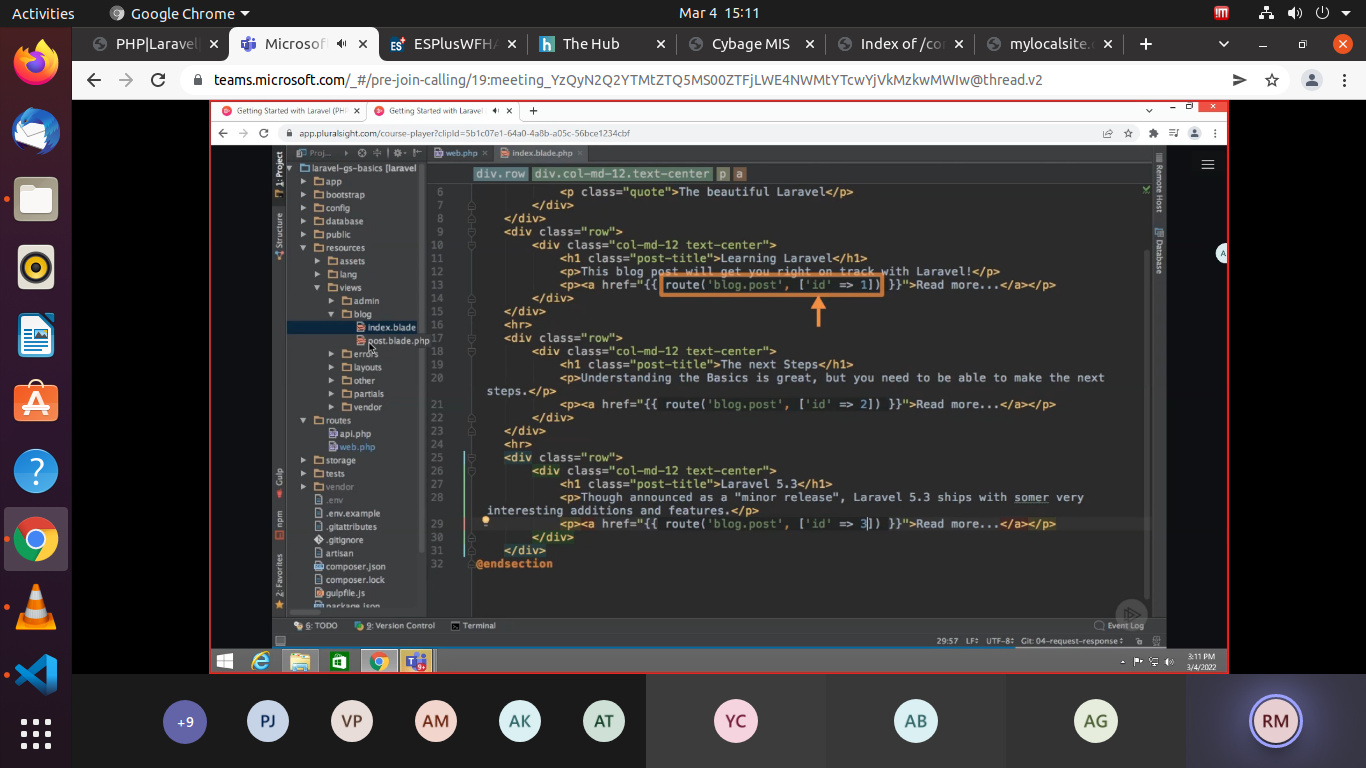 Activities
Google Chrome
Mar 4 15:11
PHP|Laravel
Microsof
ESPlusWFHA
The Hub
Cybage MIS
Index of /co
mylocalsite.c
teams.microsoft.com/_#/pre-join-calling/19:meeting_YzQyN2Q2YTMtZTQ5MS00ZTFjLWE4NWMtYTcwYjVkMzkwMWIw@thread.v2
Getting Started with Laravel (PH
Getting Started with Laravel
app.pluralsight.com/course-player?clipId=5b1c07e1-64a0-4a8b-a05c-56bce1234cbf
1: Project
Structure
Gulp
npm
2: Favorites
Proj...
laravel-gs-basics [laravel
app
bootstrap
config
database
public
resources
assets
lang
views
admin
blog
index.blade
post.blade.php
errors
layouts
other
partials
vendor
routes
api.php
web.php
storage
tests
vendor
.env
.env.example
.gitattributes
.gitignore
artisan
composer.json
composer.lock
gulpfile.js
package.json
web.php
index.blade.php
div.row div.col-md-12.text-center p a
6 <p class="quote">The beautiful Laravel</p>
7 </div>
8 </div>
9 <div class="row">
10 <div class="col-md-12 text-center">
11 <h1 class="post-title">Learning Laravel</h1>
12 <p>This blog post will get you right on track with Laravel!</p>
13 <p><a href="{{ route('blog.post', ['id' => 1]) }}">Read more...</a></p>
14 </div>
15 </div>
16 <hr>
17 <div class="row">
18 <div class="col-md-12 text-center">
19 <h1 class="post-title">The next Steps</h1>
20 <p>Understanding the Basics is great, but you need to be able to make the next
steps.</p>
21 <p><a href="{{ route('blog.post', ['id' => 2]) }}">Read more...</a></p>
22 </div>
23 </div>
24 <hr>
25 <div class="row">
26 <div class="col-md-12 text-center">
27 <h1 class="post-title">Laravel 5.3</h1>
28 <p>Though announced as a "minor release", Laravel 5.3 ships with somer very
interesting additions and features.</p>
29 <p><a href="{{ route('blog.post', ['id' => 3]) }}">Read more...</a></p>
30 </div>
31 </div>
32 @endsection
Remote Host
Database
A
6: TODO
9: Version Control
Terminal
Event Log
29:57 LF UTF-8 Git: 04-request-response
9+
3:11 PM
3/4/2022
+9
PJ
VP
AM
AK
AT
YC
AB
AG
RM